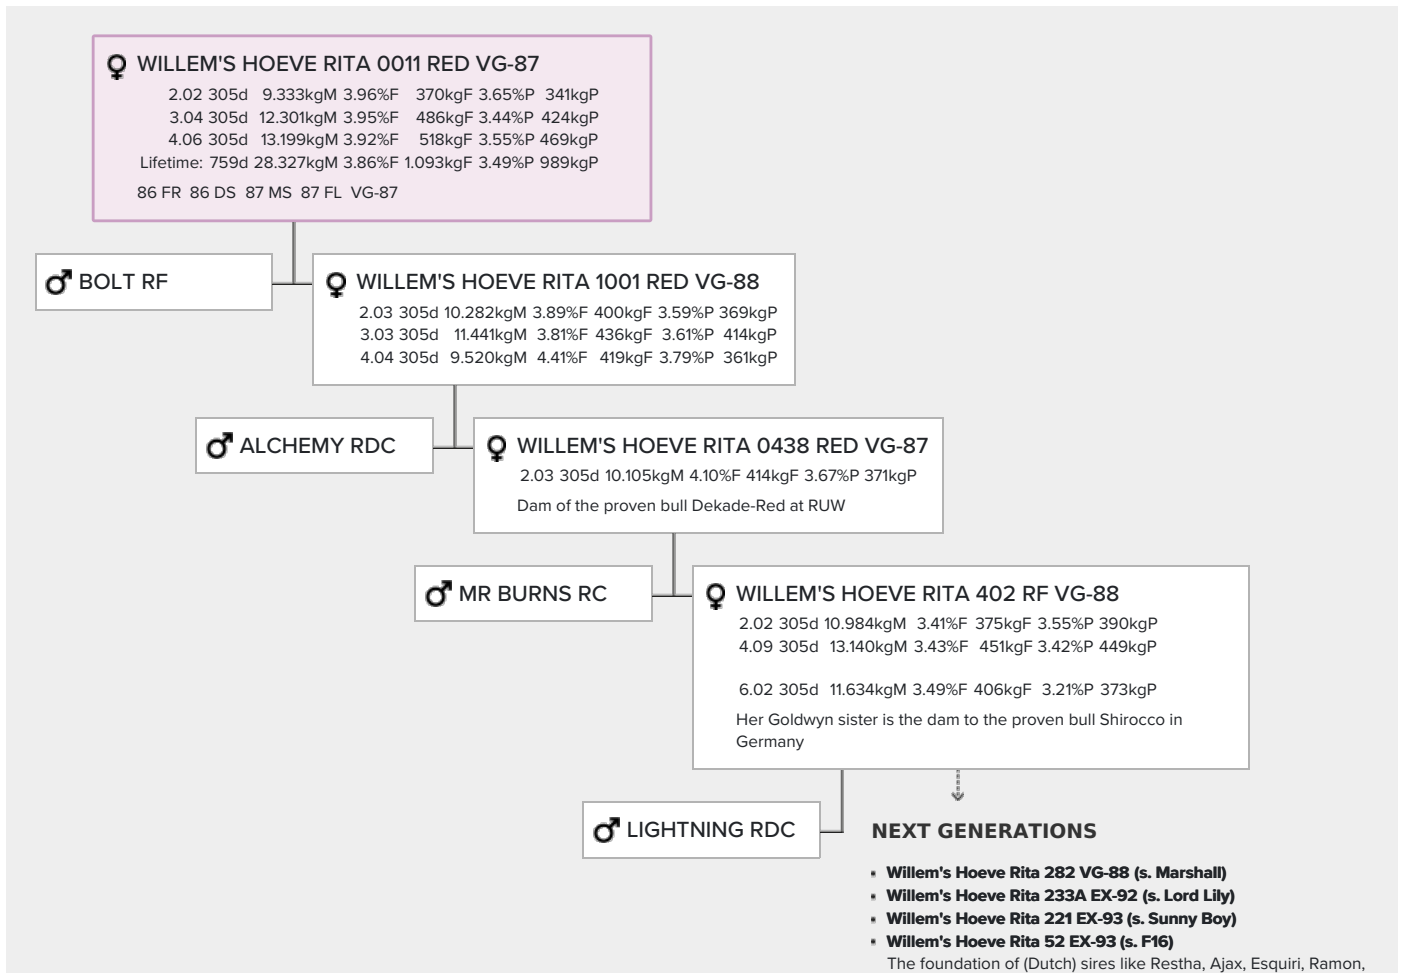 WILLEM'S HOEVE RITA 0011 RED VG-87
2.02 305d 9.333kgM 3.96%F 370kgF 3.65%P 341kgP
3.04 305d 12.301kgM 3.95%F 486kgF 3.44%P 424kgP
4.06 305d 13.199kgM 3.92%F 518kgF 3.55%P 469kgP
Lifetime: 759d 28.327kgM 3.86%F 1.093kgF 3.49%P 989kgP
86 FR 86 DS 87 MS 87 FL VG-87
BOLT RF
WILLEM'S HOEVE RITA 1001 RED VG-88
2.03 305d 10.282kgM 3.89%F 400kgF 3.59%P 369kgP
3.03 305d 11.441kgM 3.81%F 436kgF 3.61%P 414kgP
4.04 305d 9.520kgM 4.41%F 419kgF 3.79%P 361kgP
ALCHEMY RDC
WILLEM'S HOEVE RITA 0438 RED VG-87
2.03 305d 10.105kgM 4.10%F 414kgF 3.67%P 371kgP
Dam of the proven bull Dekade-Red at RUW
MR BURNS RC
WILLEM'S HOEVE RITA 402 RF VG-88
2.02 305d 10.984kgM 3.41%F 375kgF 3.55%P 390kgP
4.09 305d 13.140kgM 3.43%F 451kgF 3.42%P 449kgP
6.02 305d 11.634kgM 3.49%F 406kgF 3.21%P 373kgP
Her Goldwyn sister is the dam to the proven bull Shirocco in
Germany
LIGHTNING RDC
NEXT GENERATIONS
Willem's Hoeve Rita 282 VG-88 (s. Marshall)
Willem's Hoeve Rita 233A EX-92 (s. Lord Lily)
Willem's Hoeve Rita 221 EX-93 (s. Sunny Boy)
Willem's Hoeve Rita 52 EX-93 (s. F16)
The foundation of (Dutch) sires like Restha, Ajax, Esquiri, Ramon,